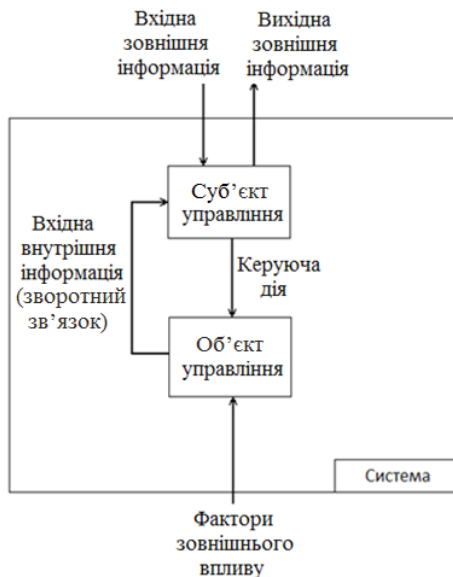 Вхідна
зовнішня
інформація
Вихідна
зовнішня
інформація
Суб’єкт
управління
Вхідна
внутрішня
інформація
(зворотний
зв’язок)
Керуюча
дія
Об’єкт
управління
Система
Фактори
зовнішнього
впливу